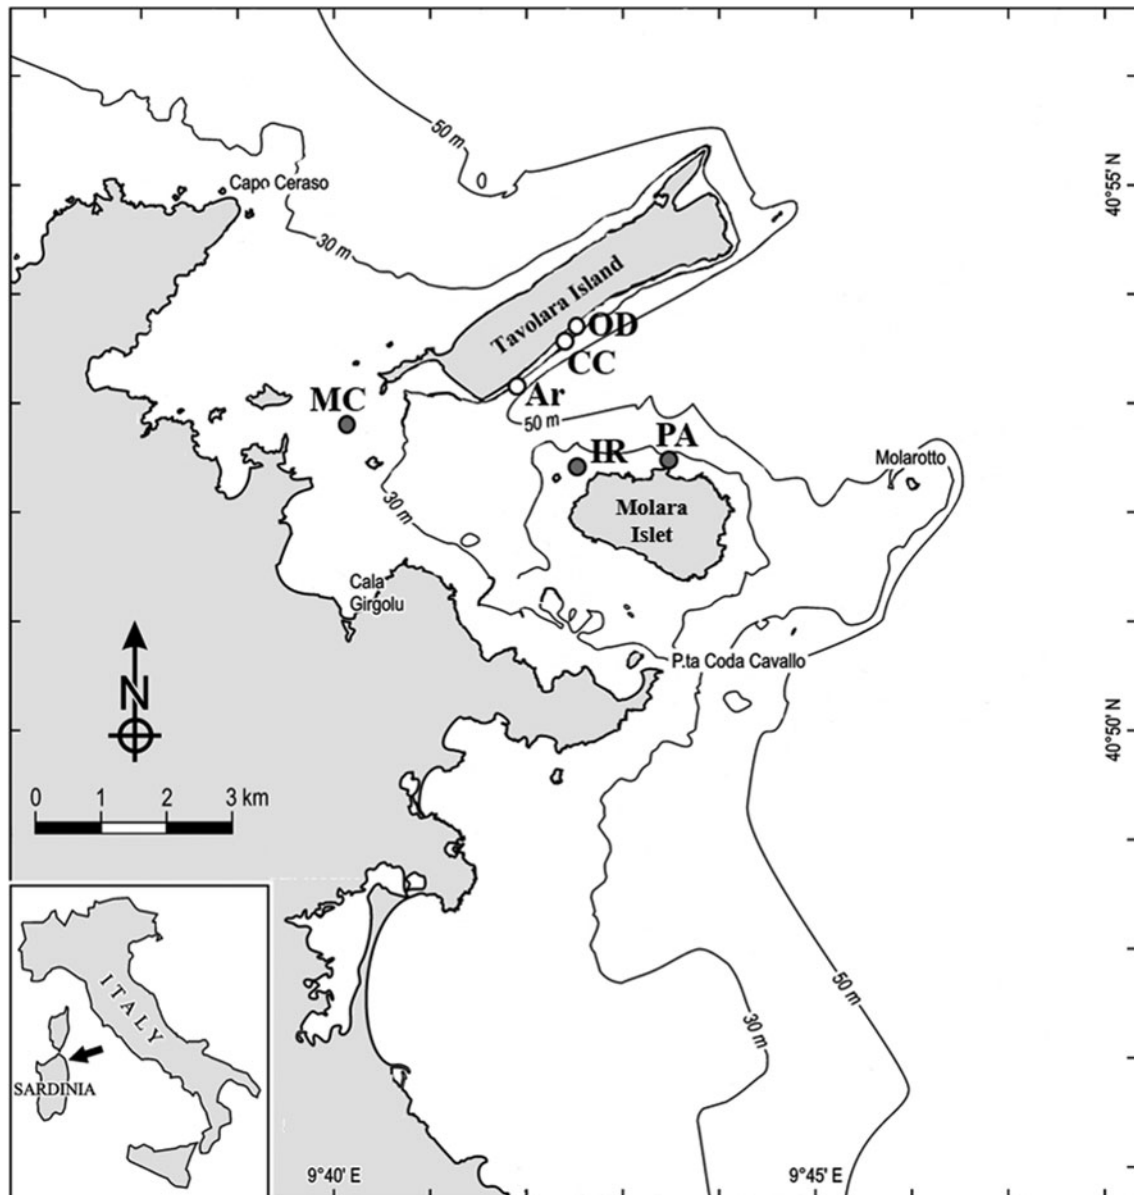 50 m
40°55' N
Capo Ceraso
30 m
Tavolara Island
OD
CC
Ar
MC
50 m
IR
PA
Molarotto
30 m
Molara
Islet
Cala
Girgolu
P.ta Coda Cavallo
N
40°50' N
0 1 2 3 km
ITALY
50 m
30 m
SARDINIA
9°40' E
9°45' E